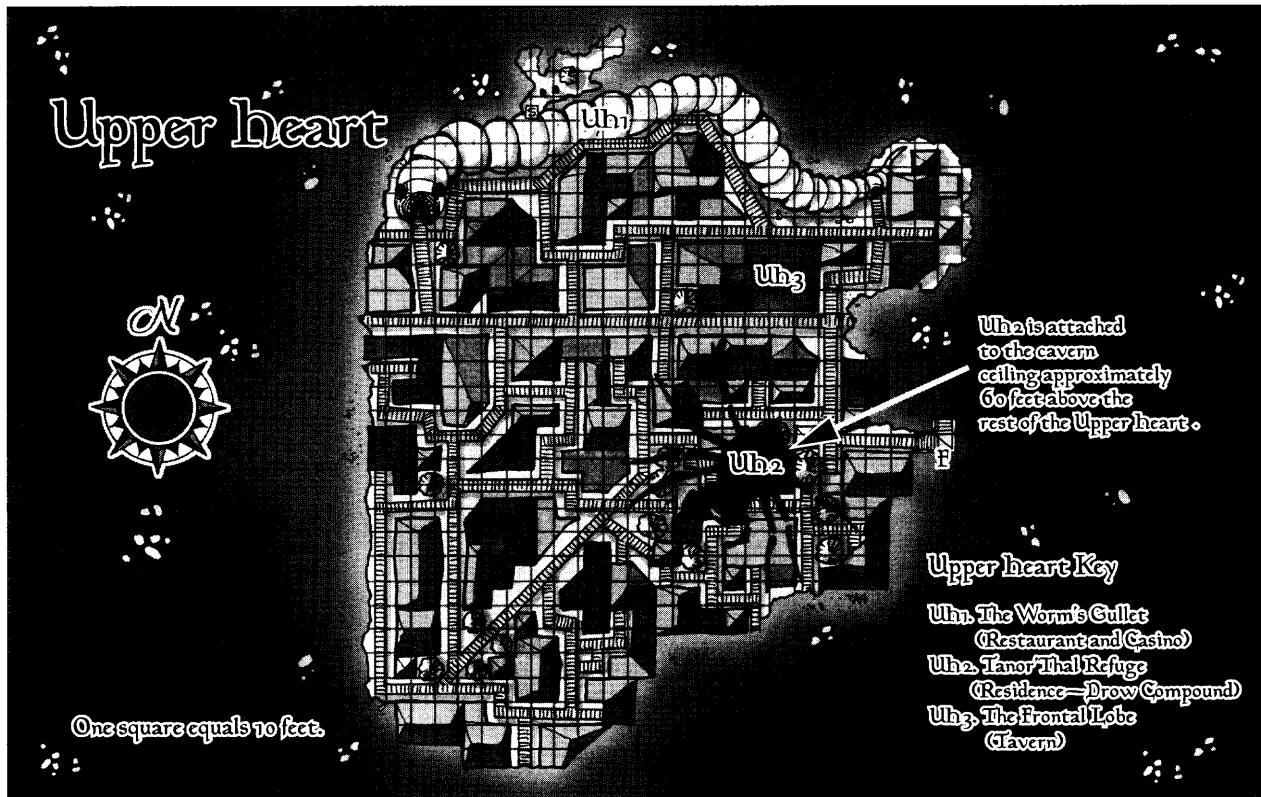 Upper heart
Uh1
Uh3
N
Uh2 is attached
to the cavern
ceiling approximately
60 feet above the
rest of the Upper heart .
Uh2
F
Upper heart Key
Uh1. The Worm's Gullet
(Restaurant and Casino)
Uh2. Tanor'Thal Refuge
(Residence—Drow Compound)
Uh3. The Frontal Lobe
(Tavern)
One square equals 10 feet.